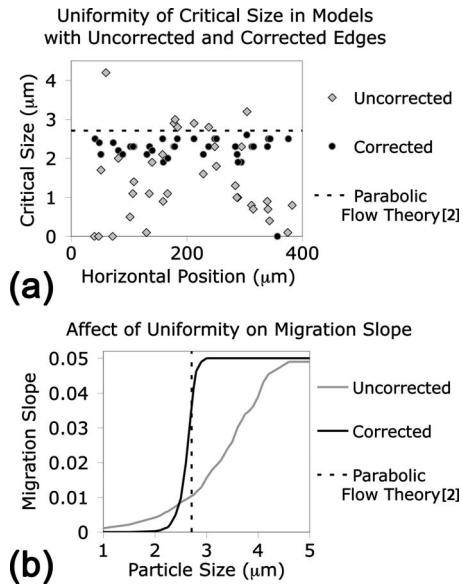 Uniformity of Critical Size in Models
with Uncorrected and Corrected Edges
Critical Size (μm)
4
3
2
1
0
0
200
400
Horizontal Position (μm)
Uncorrected
Corrected
Parabolic
Flow Theory[2]
(a)
Affect of Uniformity on Migration Slope
Migration Slope
0.05
0.04
0.03
0.02
0.01
0
1
2
3
4
5
Particle Size (μm)
Uncorrected
Corrected
Parabolic
Flow Theory[2]
(b)